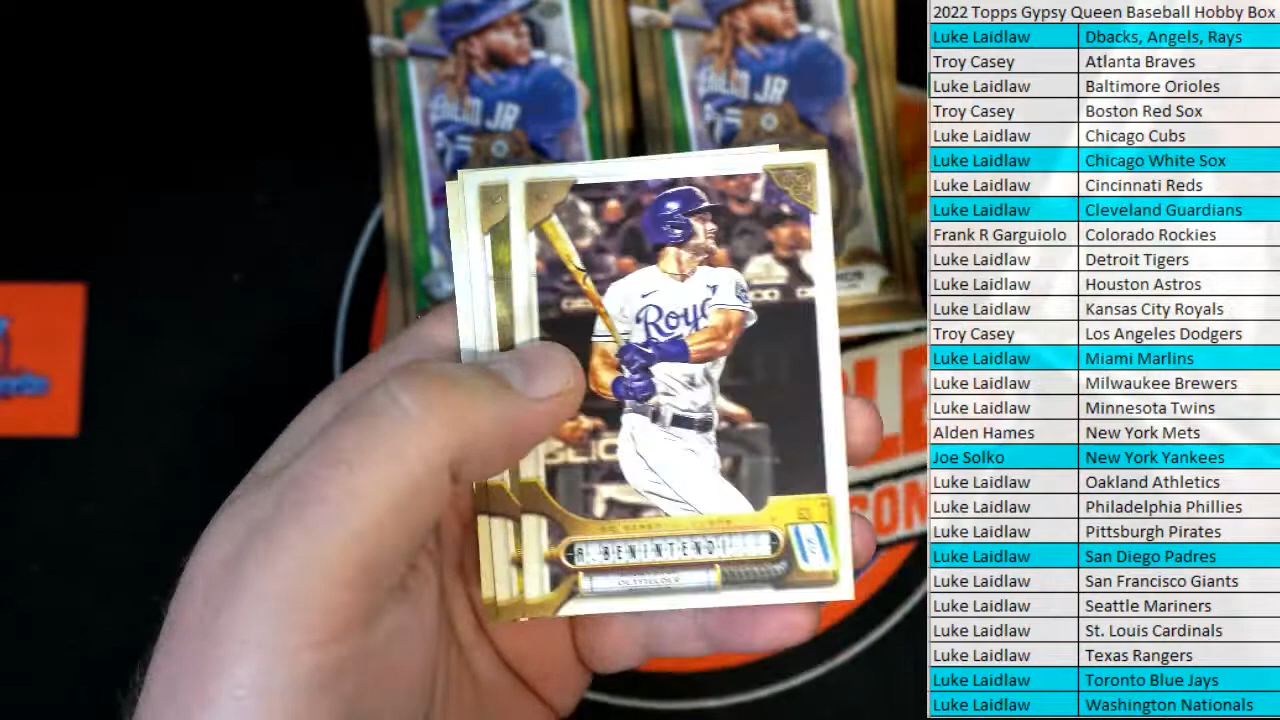 2022 Topps Gypsy Queen Baseball Hobby Box
Luke Laidlaw Dbacks, Angels, Rays
Troy Casey Atlanta Braves
Luke Laidlaw Baltimore Orioles
Troy Casey Boston Red Sox
Luke Laidlaw Chicago Cubs
Luke Laidlaw Chicago White Sox
Luke Laidlaw Cincinnati Reds
Luke Laidlaw Cleveland Guardians
Frank R Garguiolo Colorado Rockies
Luke Laidlaw Detroit Tigers
Luke Laidlaw Houston Astros
Luke Laidlaw Kansas City Royals
Troy Casey Los Angeles Dodgers
Luke Laidlaw Miami Marlins
Luke Laidlaw Milwaukee Brewers
Luke Laidlaw Minnesota Twins
Alden Hames New York Mets
Joe Solko New York Yankees
Luke Laidlaw Oakland Athletics
Luke Laidlaw Philadelphia Phillies
Luke Laidlaw Pittsburgh Pirates
Luke Laidlaw San Diego Padres
Luke Laidlaw San Francisco Giants
Luke Laidlaw Seattle Mariners
Luke Laidlaw St. Louis Cardinals
Luke Laidlaw Texas Rangers
Luke Laidlaw Toronto Blue Jays
Luke Laidlaw Washington Nationals
JR
JR
Roya
BENINTENDI
OUTFIELDER